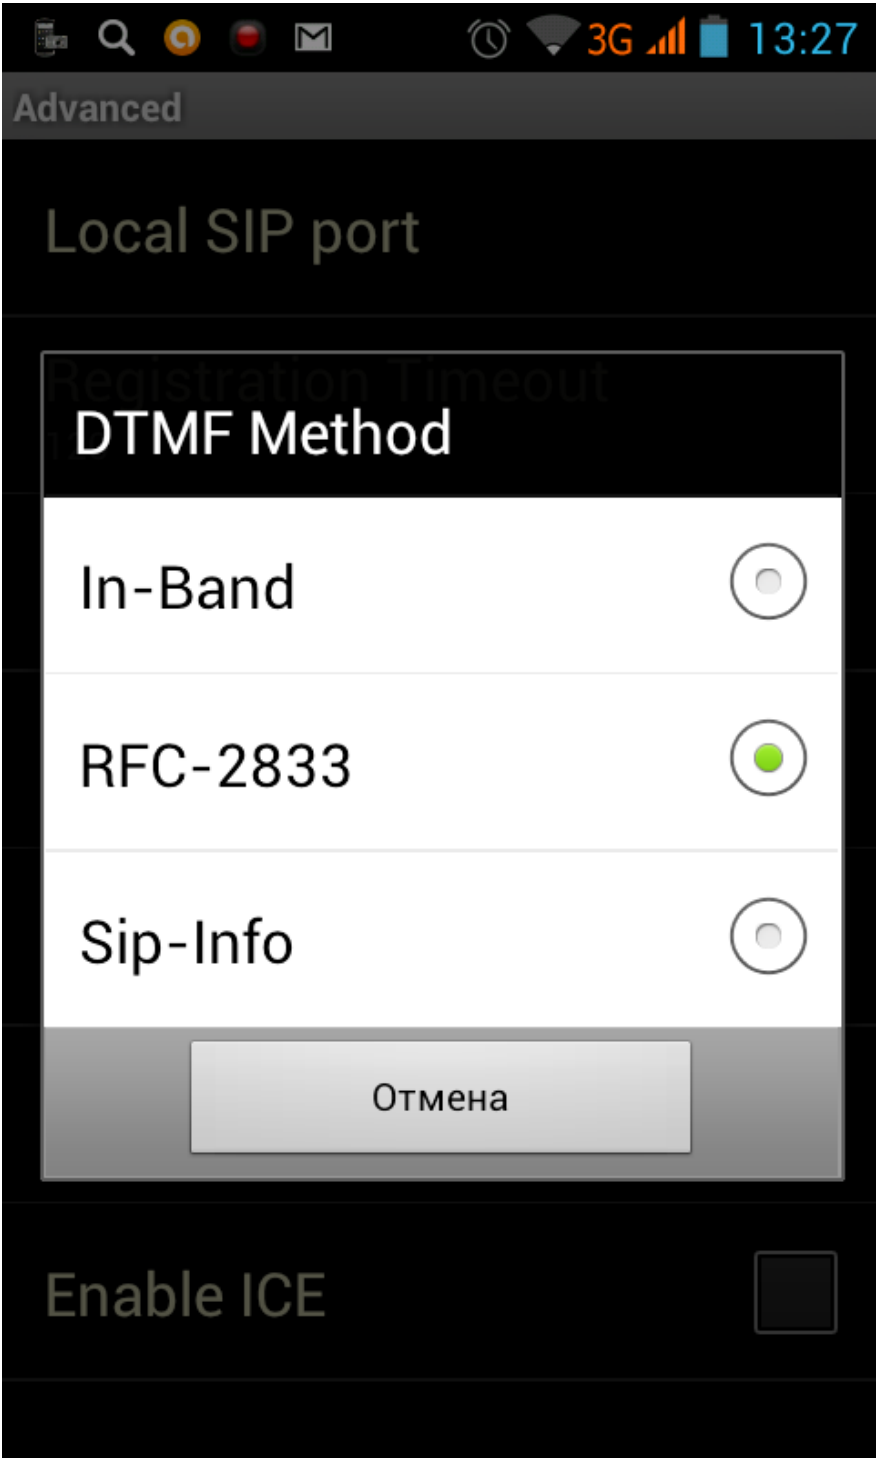 3G 13:27
Advanced
Local SIP port
Registration Timeout
DTMF Method
In-Band
RFC-2833
Sip-Info
Отмена
Enable ICE